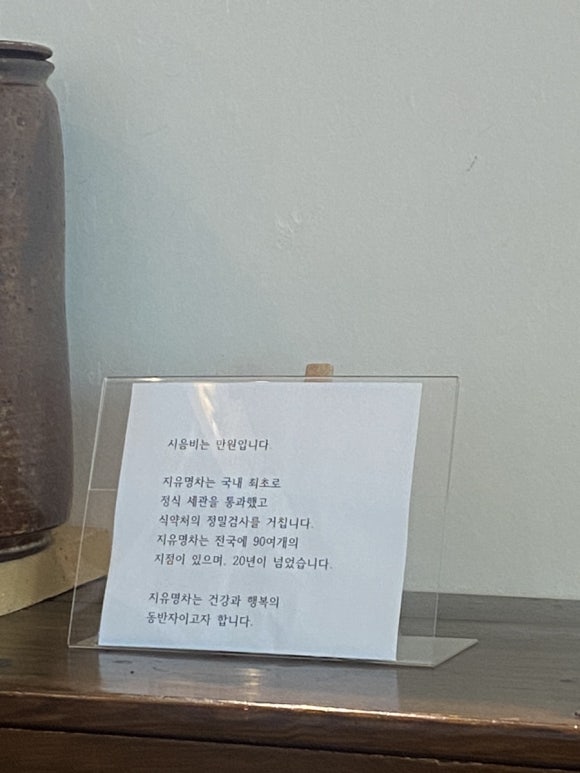 시음비는 만원입니다.
지유명차는 국내 최초로
정식 세관을 통과했고
식약처의 정밀검사를 거칩니다.
지유명차는 전국에 90여개의
지점이 있으며, 20년이 넘었습니다.
지유명차는 건강과 행복의
동반자이고자 합니다.